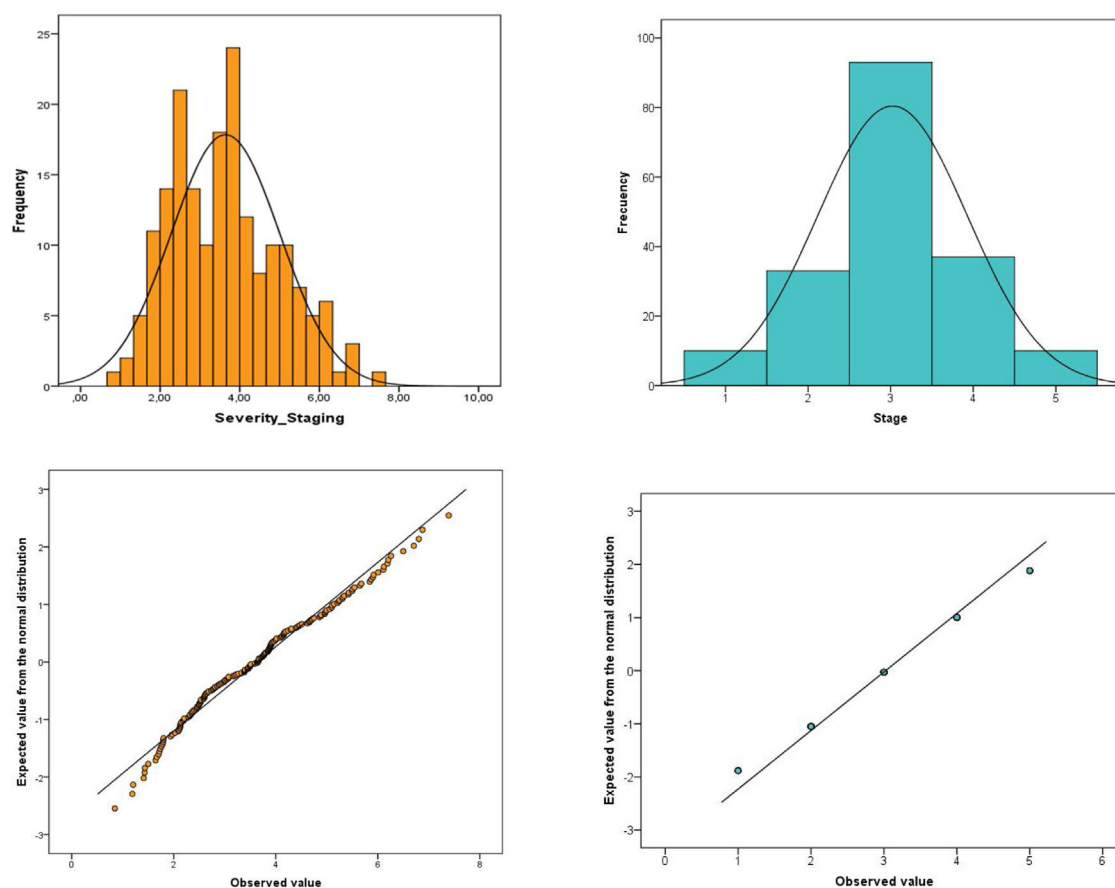 25
20
15
10
5
0
Frequency
,00 2,00 4,00 6,00 8,00 10,00
Severity_Staging
100
80
60
40
20
0
Frecuency
1 2 3 4 5
Stage
3
2
1
0
-1
-2
-3
Expected value from the normal distribution
0 2 4 6 8
Observed value
3
2
1
0
-1
-2
-3
Expected value from the normal distribution
0 1 2 3 4 5 6
Observed value